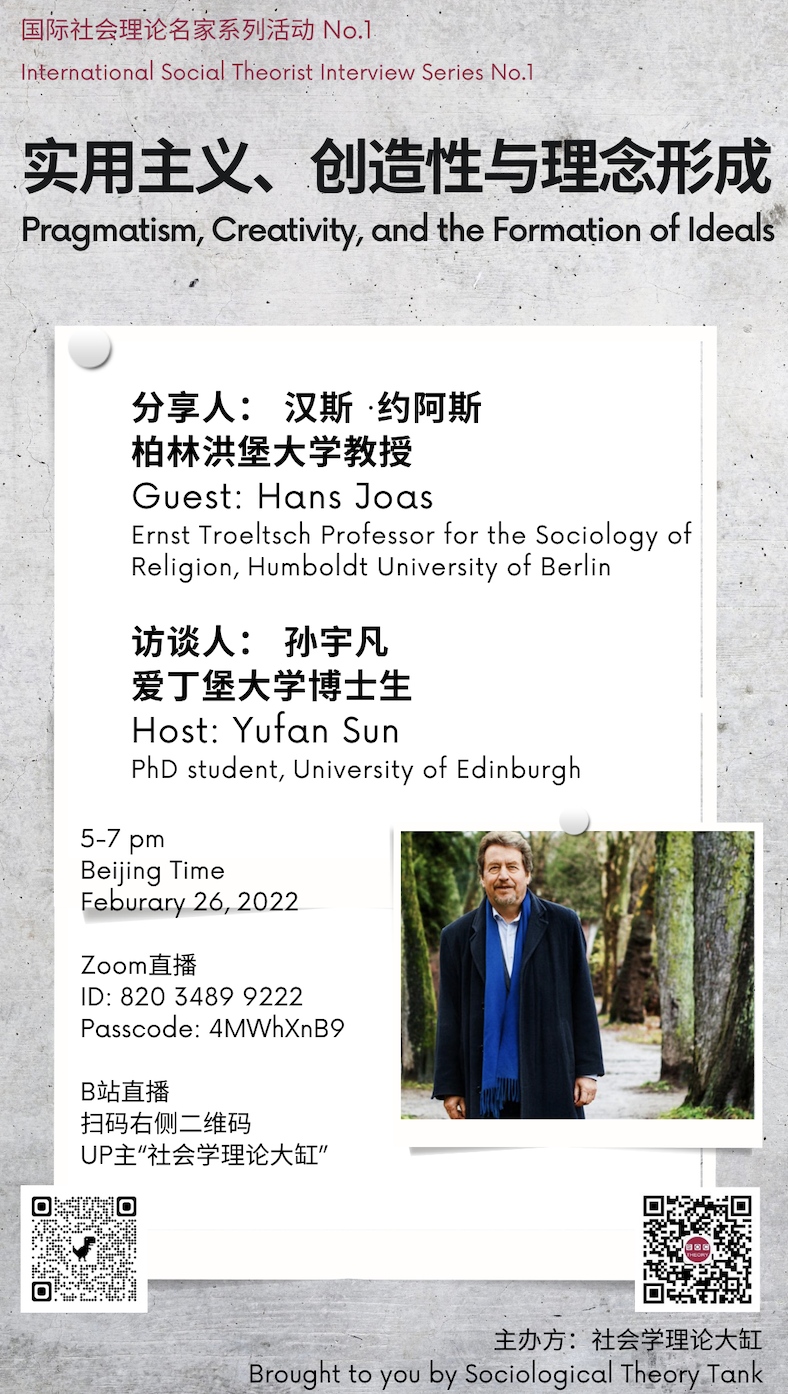 国际社会理论名家系列活动 No.1
International Social Theorist Interview Series No.1
实用主义、创造性与理念形成
Pragmatism, Creativity, and the Formation of Ideals
分享人： 汉斯 ·约阿斯
柏林洪堡大学教授
Guest: Hans Joas
Ernst Troeltsch Professor for the Sociology of
Religion, Humboldt University of Berlin
访谈人： 孙宇凡
爱丁堡大学博士生
Host: Yufan Sun
PhD student, University of Edinburgh
5-7 pm
Beijing Time
Feburary 26, 2022
Zoom直播
ID: 820 3489 9222
Passcode: 4MWhXnB9
B站直播
扫码右侧二维码
UP主“社会学理论大缸”
SOC
THEORY
主办方：社会学理论大缸
Brought to you by Sociological Theory Tank